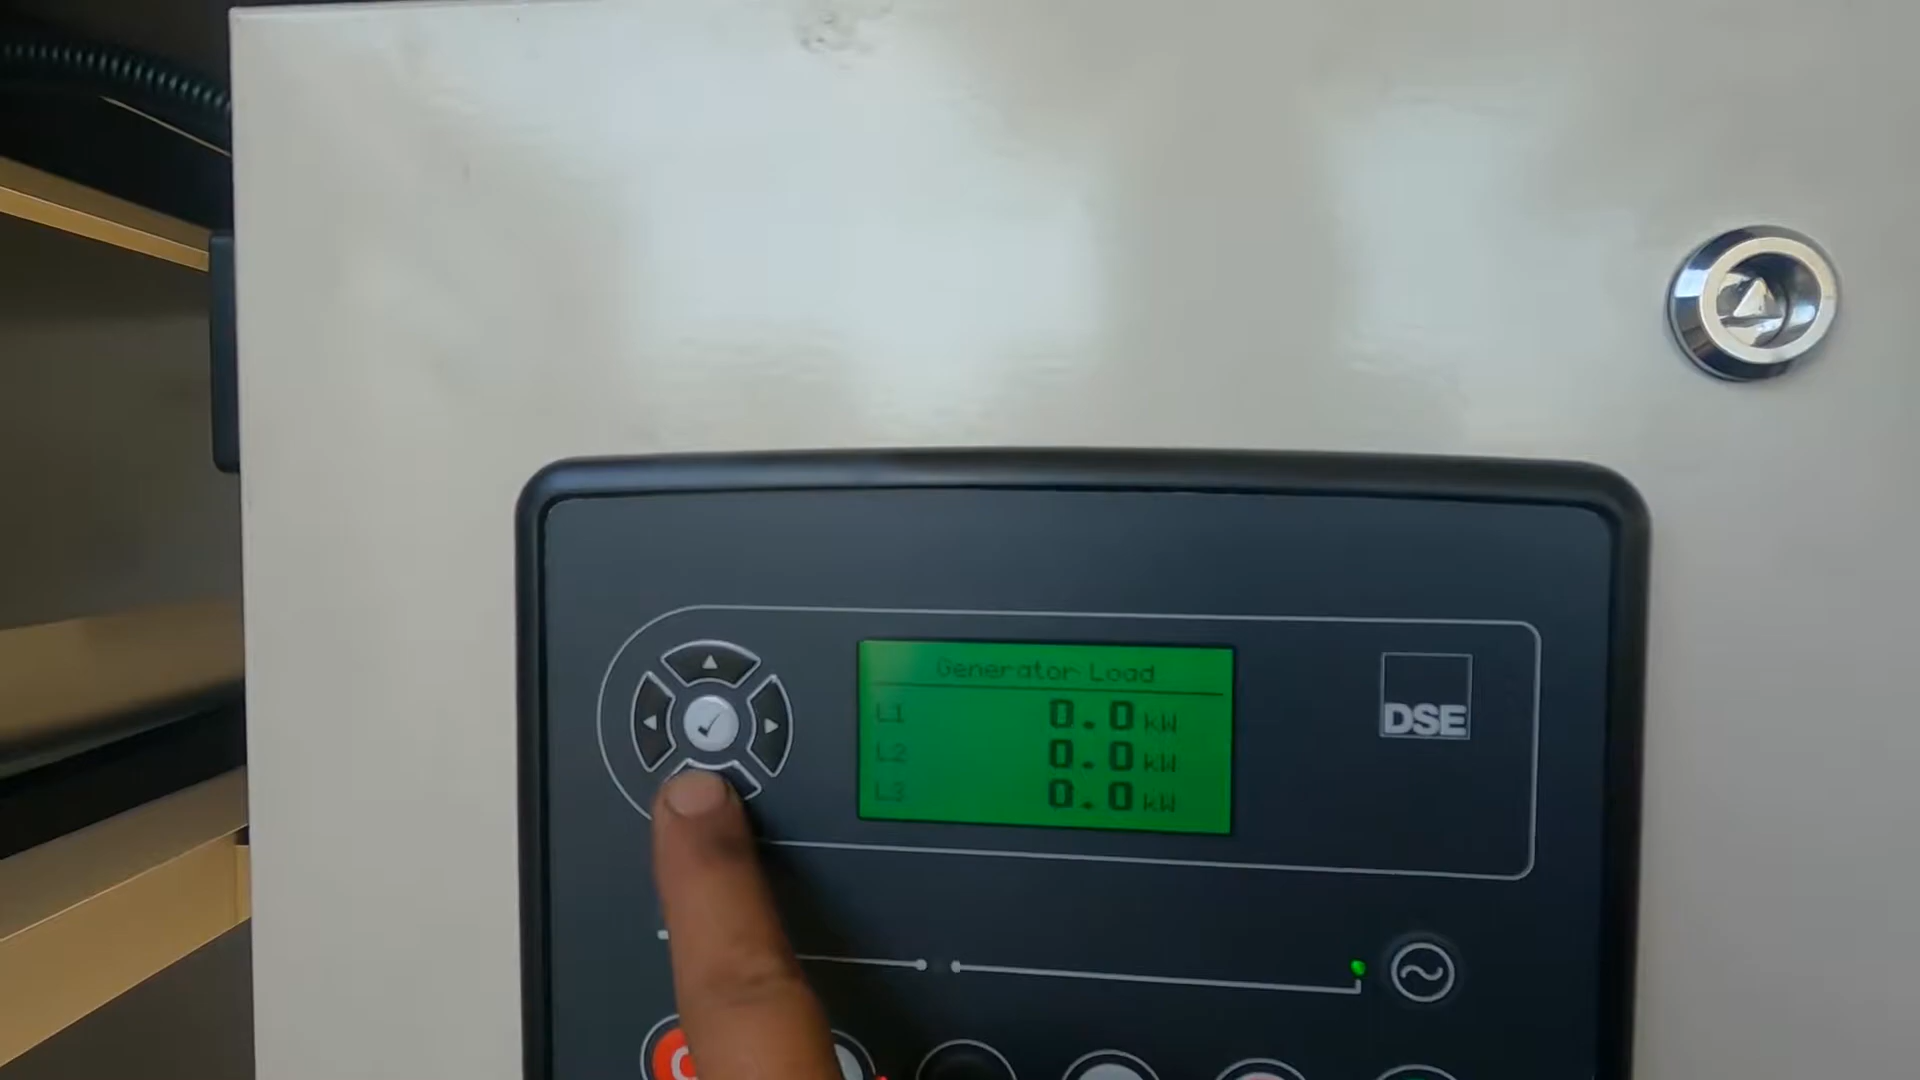 Generator Load
L1 0.0 kW
L2 0.0 kW
L3 0.0 kW
DSE